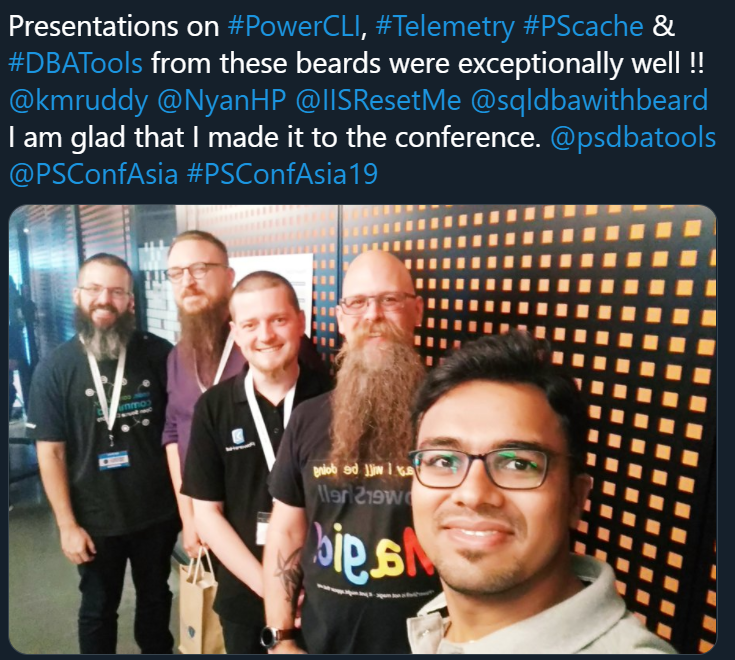 Presentations on #PowerCLI, #Telemetry #PScache &
#DBATools from these beards were exceptionally well !!
@kmruddy @NyanHP @IISResetMe @sqldbawithbeard
I am glad that I made it to the conference. @psdbatools
@PSConfAsia #PSConfAsia19
I will be doing
PowerShell
Magic